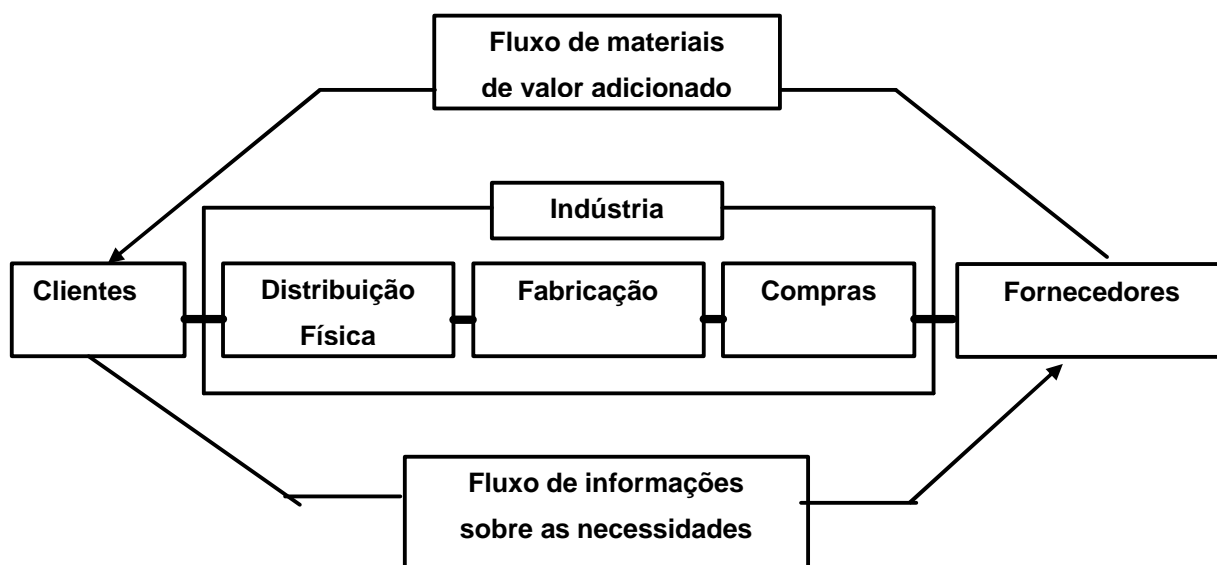 Fluxo de materiais
de valor adicionado
Indústria
Clientes
Distribuição
Física
Fabricação
Compras
Fornecedores
Fluxo de informações
sobre as necessidades